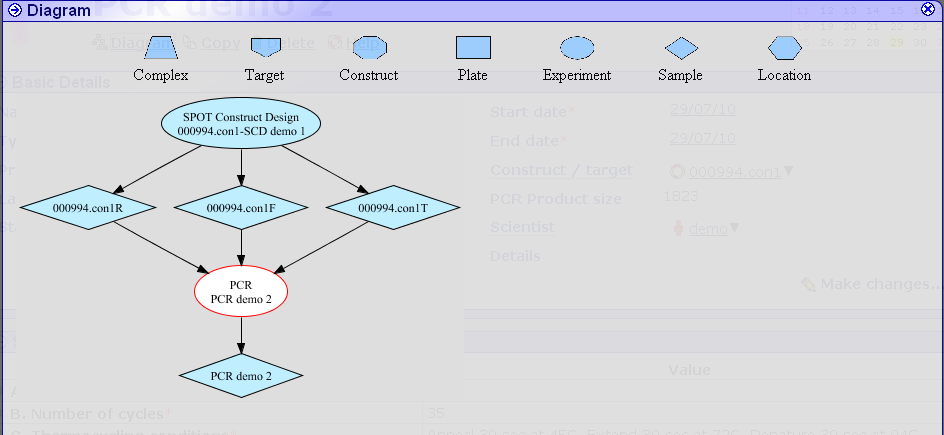 PCR demo 2
Diagram
Diagram Copy Delete Help
Complex Target Construct Plate Experiment Sample Location
Basic Details
SPOT Construct Design
000994.con1-SCD demo 1
000994.con1R 000994.con1F 000994.con1T
PCR
PCR demo 2
PCR demo 2
Start date* 29/07/10
End date* 29/07/10
Construct / target 000994.con1
PCR Product size 1823
Scientist demo
Details
Make changes...
Value
B. Number of cycles* 35